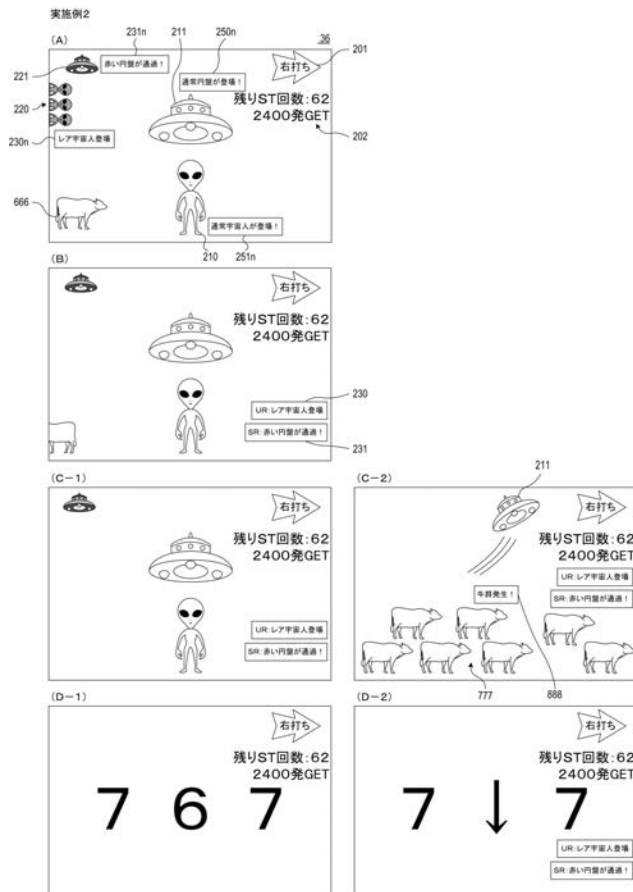 実施例2
(A)
231n
211
250n
36
201
221
赤い円盤が通過!
通常円盤が登場!
右打ち
220
残りST回数:62
2400発GET
202
230n
レア宇宙人登場
666
通常宇宙人が登場!
210
251n
(B)
右打ち
残りST回数:62
2400発GET
230
UR:レア宇宙人登場
SR:赤い円盤が通過!
231
(C-1)
右打ち
残りST回数:62
2400発GET
UR:レア宇宙人登場
SR:赤い円盤が通過!
(C-2)
211
右打ち
残りST回数:62
2400発GET
UR:レア宇宙人登場
牛群発生!
SR:赤い円盤が通過!
777
888
(D-1)
右打ち
残りST回数:62
2400発GET
7 6 7
(D-2)
右打ち
残りST回数:62
2400発GET
7 ↓ 7
UR:レア宇宙人登場
SR:赤い円盤が通過!